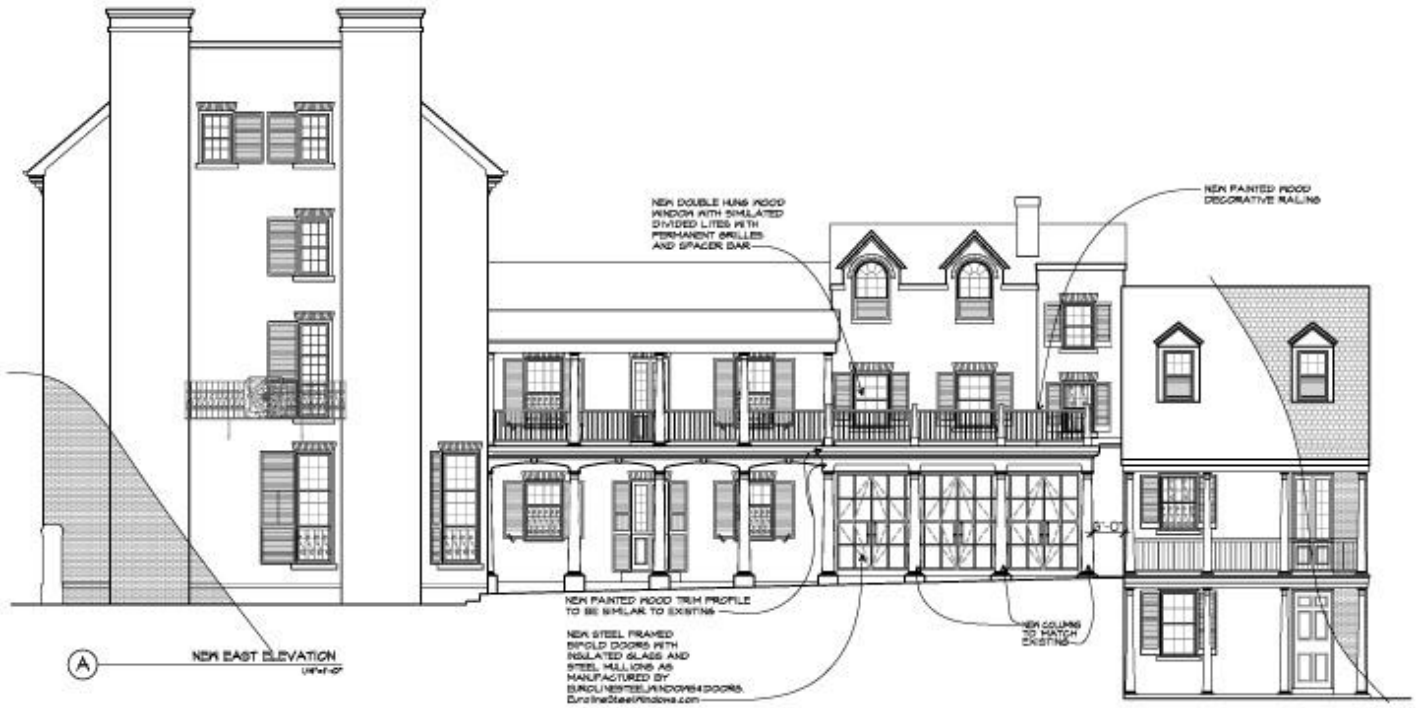 NEW DOUBLE HUNG WOOD
WINDOW WITH SIMULATED
DIVIDED LITES WITH
PERMANENT GRILLES
AND SPACER BAR
NEW PAINTED WOOD
DECORATIVE RAILING
3'-0"
NEW PAINTED WOOD TRIM PROFILE
TO BE SIMILAR TO EXISTING
NEW STEEL FRAMED
BIFOLD DOORS WITH
INSULATED GLASS AND
STEEL MULLIONS AS
MANUFACTURED BY
EUROLINESTEELWINDOWS&DOORS.
EurolineSteelWindows.com
NEW COLUMNS
TO MATCH
EXISTING
A
NEW EAST ELEVATION